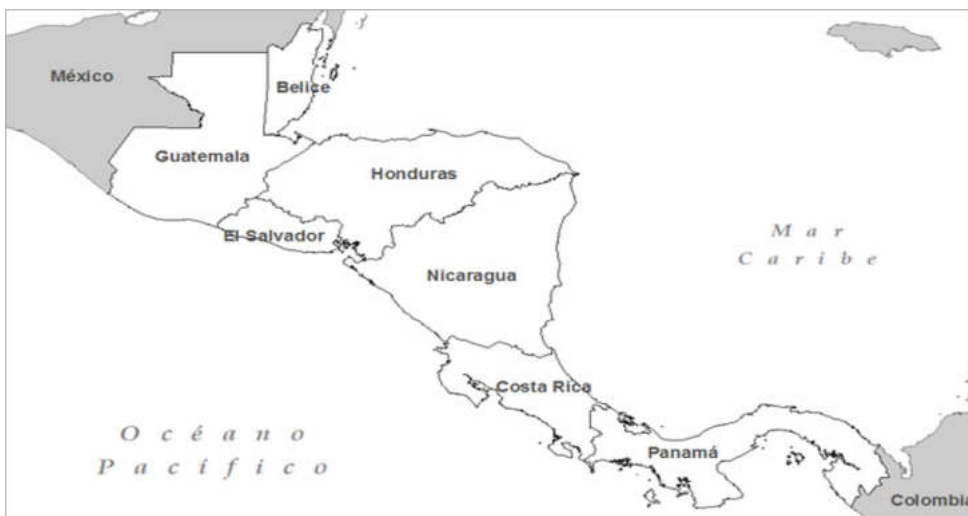 México
Belice
Guatemala
Honduras
El Salvador
Mar
Caribe
Nicaragua
Costa Rica
Océano
Pacífico
Panamá
Colombia